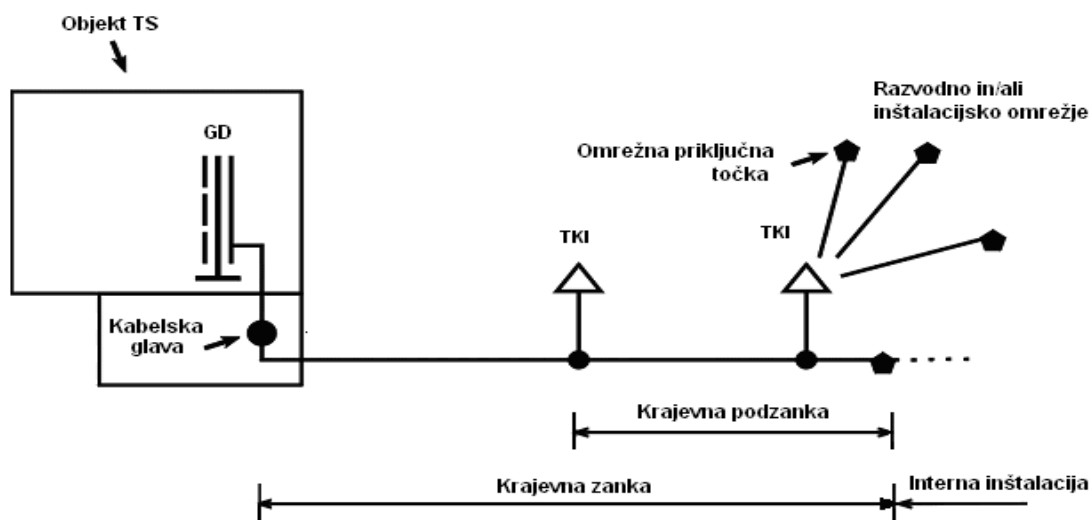 Objekt TS
GD
Razvodno in/ali
inštalacijsko omrežje
Omrežna priključna
točka
TKI
TKI
Kabelska
glava
Krajevna podzanka
Krajevna zanka
Interna inštalacija